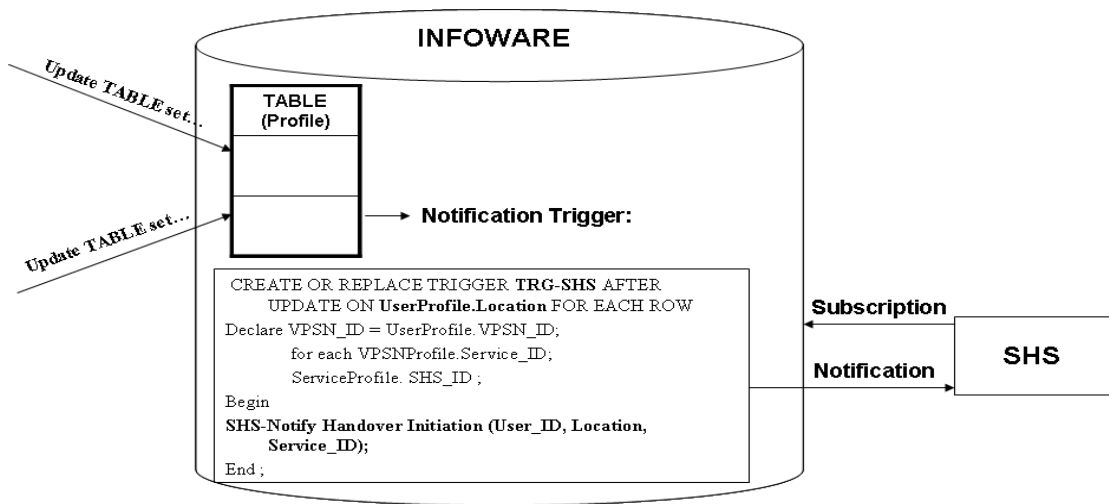 INFOWARE
Update TABLE set...
TABLE
(Profile)
Update TABLE set...
Notification Trigger:
CREATE OR REPLACE TRIGGER TRG-SHS AFTER
UPDATE ON UserProfile.Location FOR EACH ROW
Declare VPSN_ID = UserProfile.VPSN_ID;
for each VPSNProfile.Service_ID;
ServiceProfile. SHS_ID ;
Begin
SHS-Notify Handover Initiation (User_ID, Location,
Service_ID);
End ;
Subscription
SHS
Notification